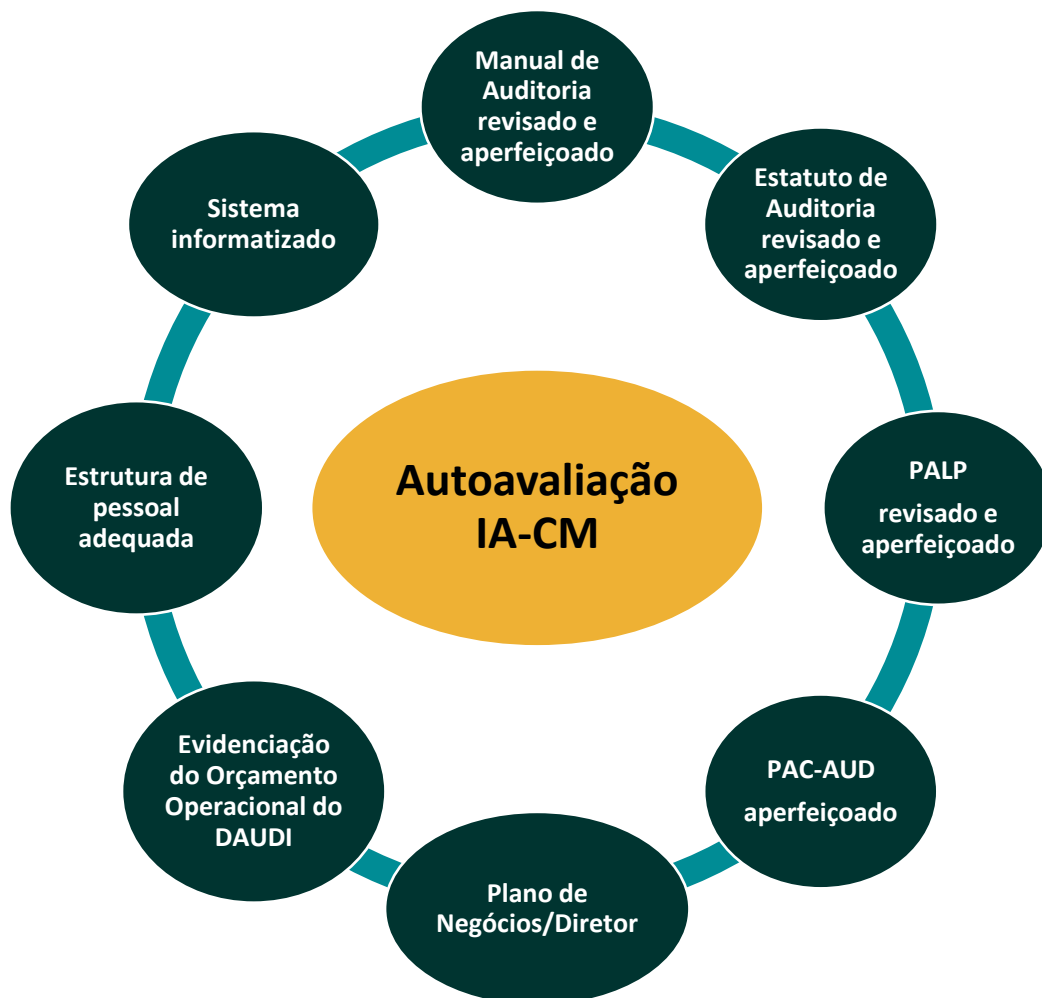 Manual de
Auditoria
revisado e
aperfeiçoado
Estatuto de
Auditoria
revisado e
aperfeiçoado
PALP
revisado e
aperfeiçoado
PAC-AUD
aperfeiçoado
Plano de
Negócios/Diretor
Evidenciação
do Orçamento
Operacional do
DAUDI
Estrutura de
pessoal
adequada
Sistema
informatizado
Autoavaliação
IA-CM